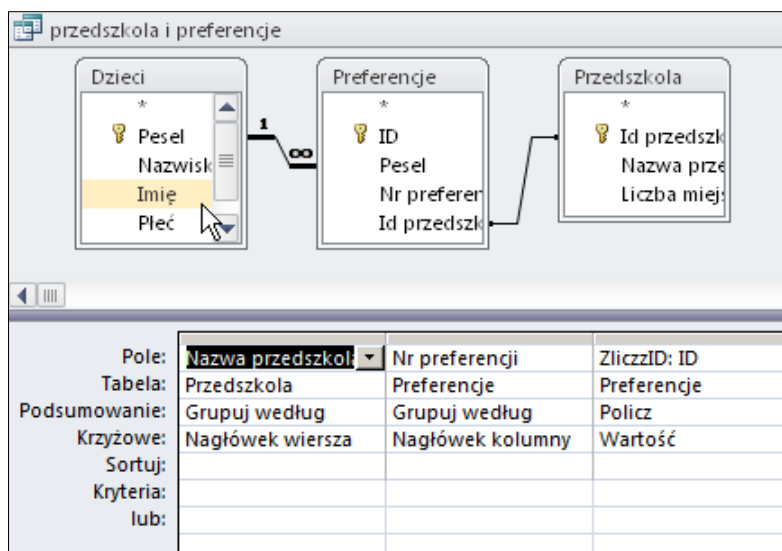 przedszkola i preferencje
Dzieci
*
Pesel
Nazwisk
Imię
Płeć
1
∞
Preferencje
*
ID
Pesel
Nr preferen
Id przedszk
Przedszkola
*
Id przedszk
Nazwa prze
Liczba miej
Pole: Nazwa przedszkol Nr preferencji ZliczzID: ID
Tabela: Przedszkola Preferencje Preferencje
Podsumowanie: Grupuj według Grupuj według Policz
Krzyżowe: Nagłówek wiersza Nagłówek kolumny Wartość
Sortuj:
Kryteria:
lub: